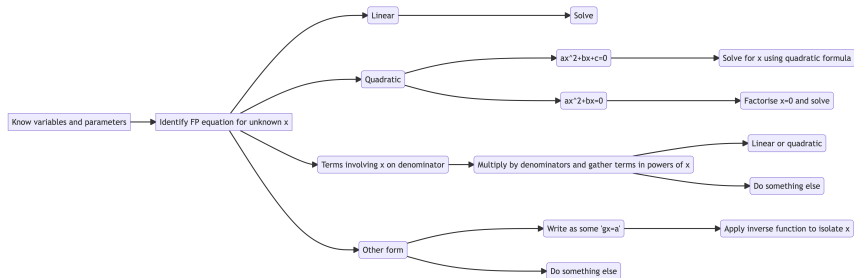 Know variables and parameters
Identify FP equation for unknown x
Linear
Solve
Quadratic
ax^2+bx+c=0
Solve for x using quadratic formula
ax^2+bx=0
Factorise x=0 and solve
Terms involving x on denominator
Multiply by denominators and gather terms in powers of x
Linear or quadratic
Do something else
Other form
Write as some 'gx=a'
Apply inverse function to isolate x
Do something else